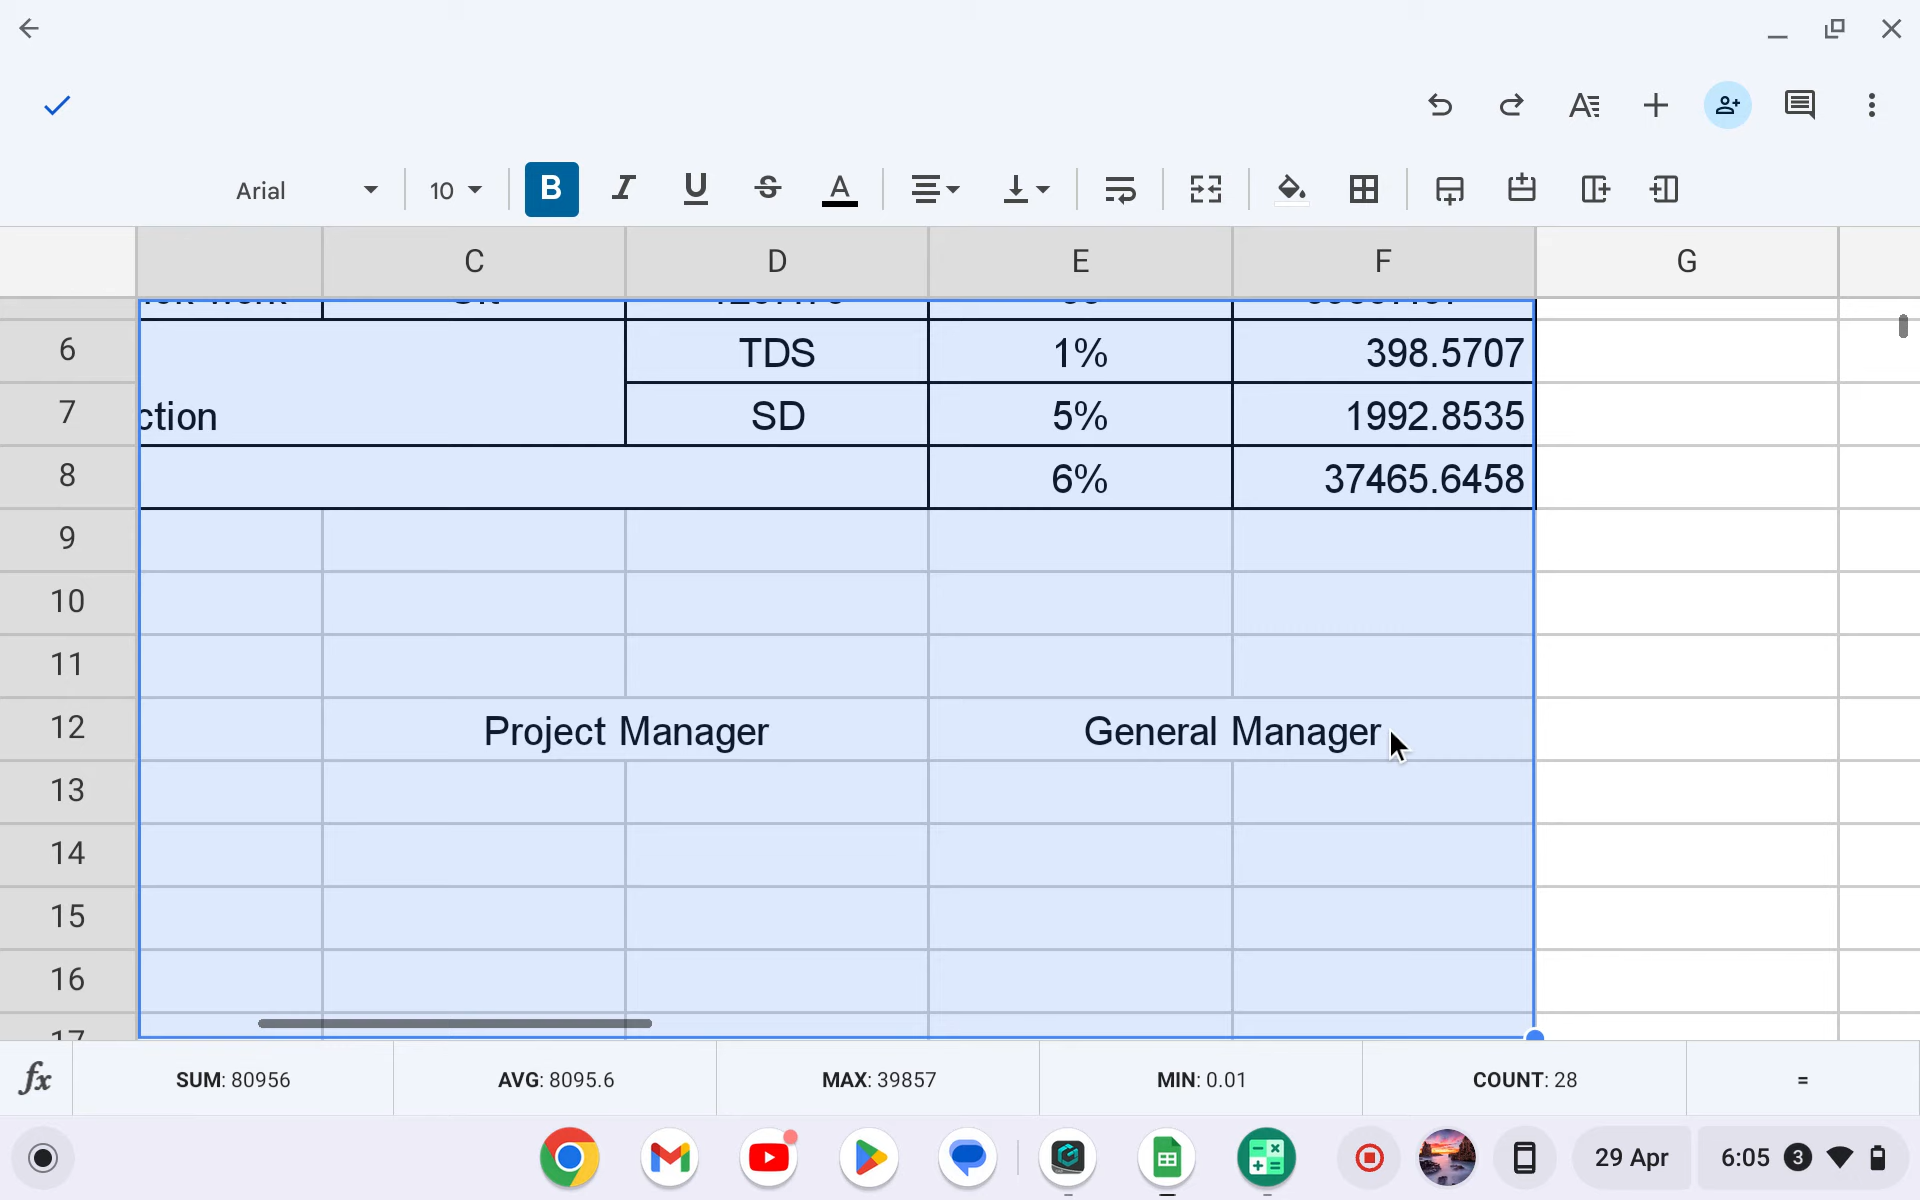 Arial 10 B I U S A
C D E F G
6 TDS 1% 398.5707
7 ction SD 5% 1992.8535
8 6% 37465.6458
9
10
11
12 Project Manager General Manager
13
14
15
16
17
fx SUM: 80956 AVG: 8095.6 MAX: 39857 MIN: 0.01 COUNT: 28 =
29 Apr 6:05 3